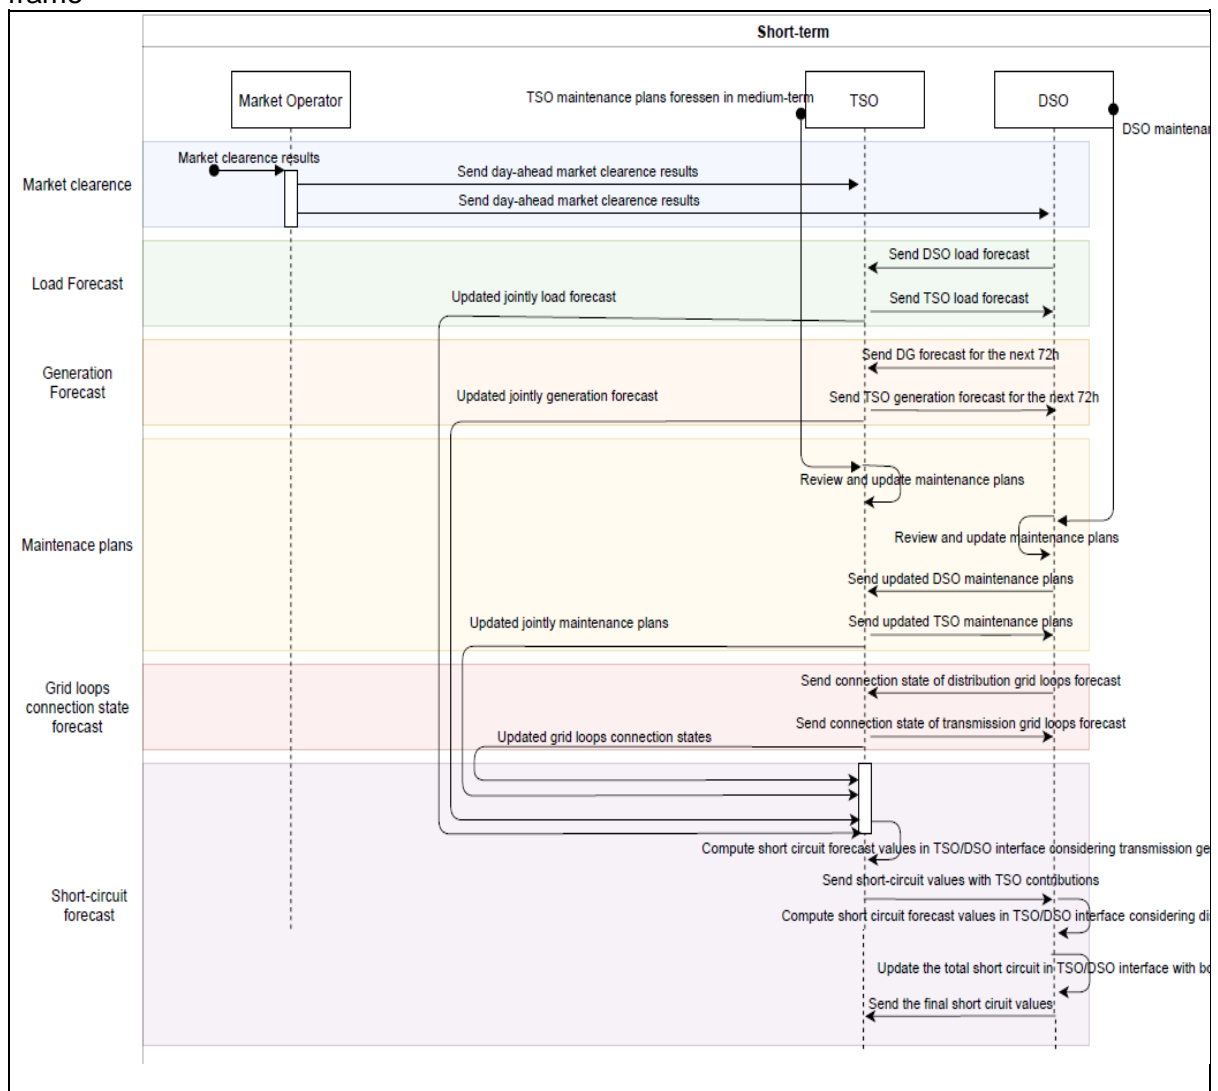 frame
Short-term
Market Operator
TSO maintenance plans foressen in medium-term
TSO
DSO
DSO maintenan
Market clearence
Market clearence results
Send day-ahead market clearence results
Send day-ahead market clearence results
Load Forecast
Send DSO load forecast
Send TSO load forecast
Updated jointly load forecast
Generation
Forecast
Send DG forecast for the next 72h
Send TSO generation forecast for the next 72h
Updated jointly generation forecast
Maintenace plans
Review and update maintenance plans
Review and update maintenance plans
Send updated DSO maintenance plans
Send updated TSO maintenance plans
Updated jointly maintenance plans
Grid loops
connection state
forecast
Send connection state of distribution grid loops forecast
Send connection state of transmission grid loops forecast
Updated grid loops connection states
Short-circuit
forecast
Compute short circuit forecast values in TSO/DSO interface considering transmission ge
Send short-circuit values with TSO contributions
Compute short circuit forecast values in TSO/DSO interface considering di
Update the total short circuit in TSO/DSO interface with bo
Send the final short ciruit values